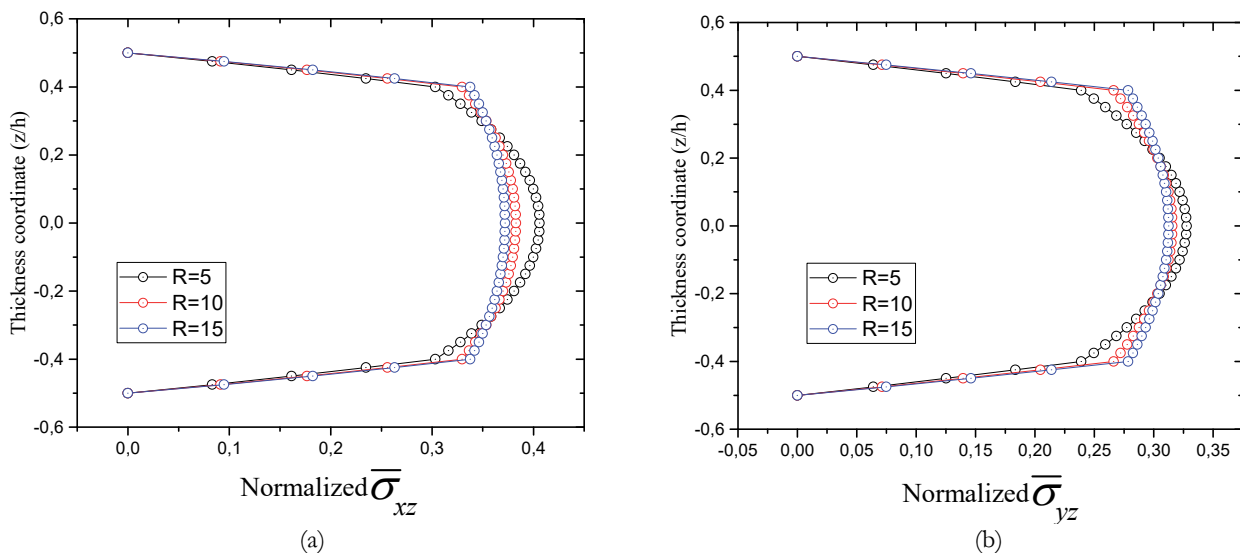 0,6
0,4
0,2
0,0
-0,2
-0,4
-0,6
Thickness coordinate (z/h)
R=5
R=10
R=15
0,0 0,1 0,2 0,3 0,4
Normalized σ̅xz
(a)
0,6
0,4
0,2
0,0
-0,2
-0,4
-0,6
Thickness coordinate (z/h)
R=5
R=10
R=15
-0,05 0,00 0,05 0,10 0,15 0,20 0,25 0,30 0,35
Normalized σ̅yz
(b)